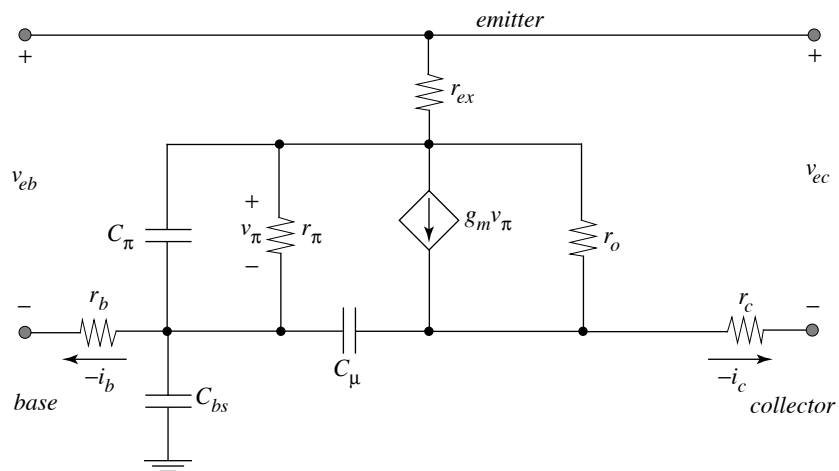 emitter
+ +
r_ex
v_eb v_ec
+
C_π v_π r_π g_m v_π r_o
−
− r_b r_c −
−i_b C_μ −i_c
base C_bs collector